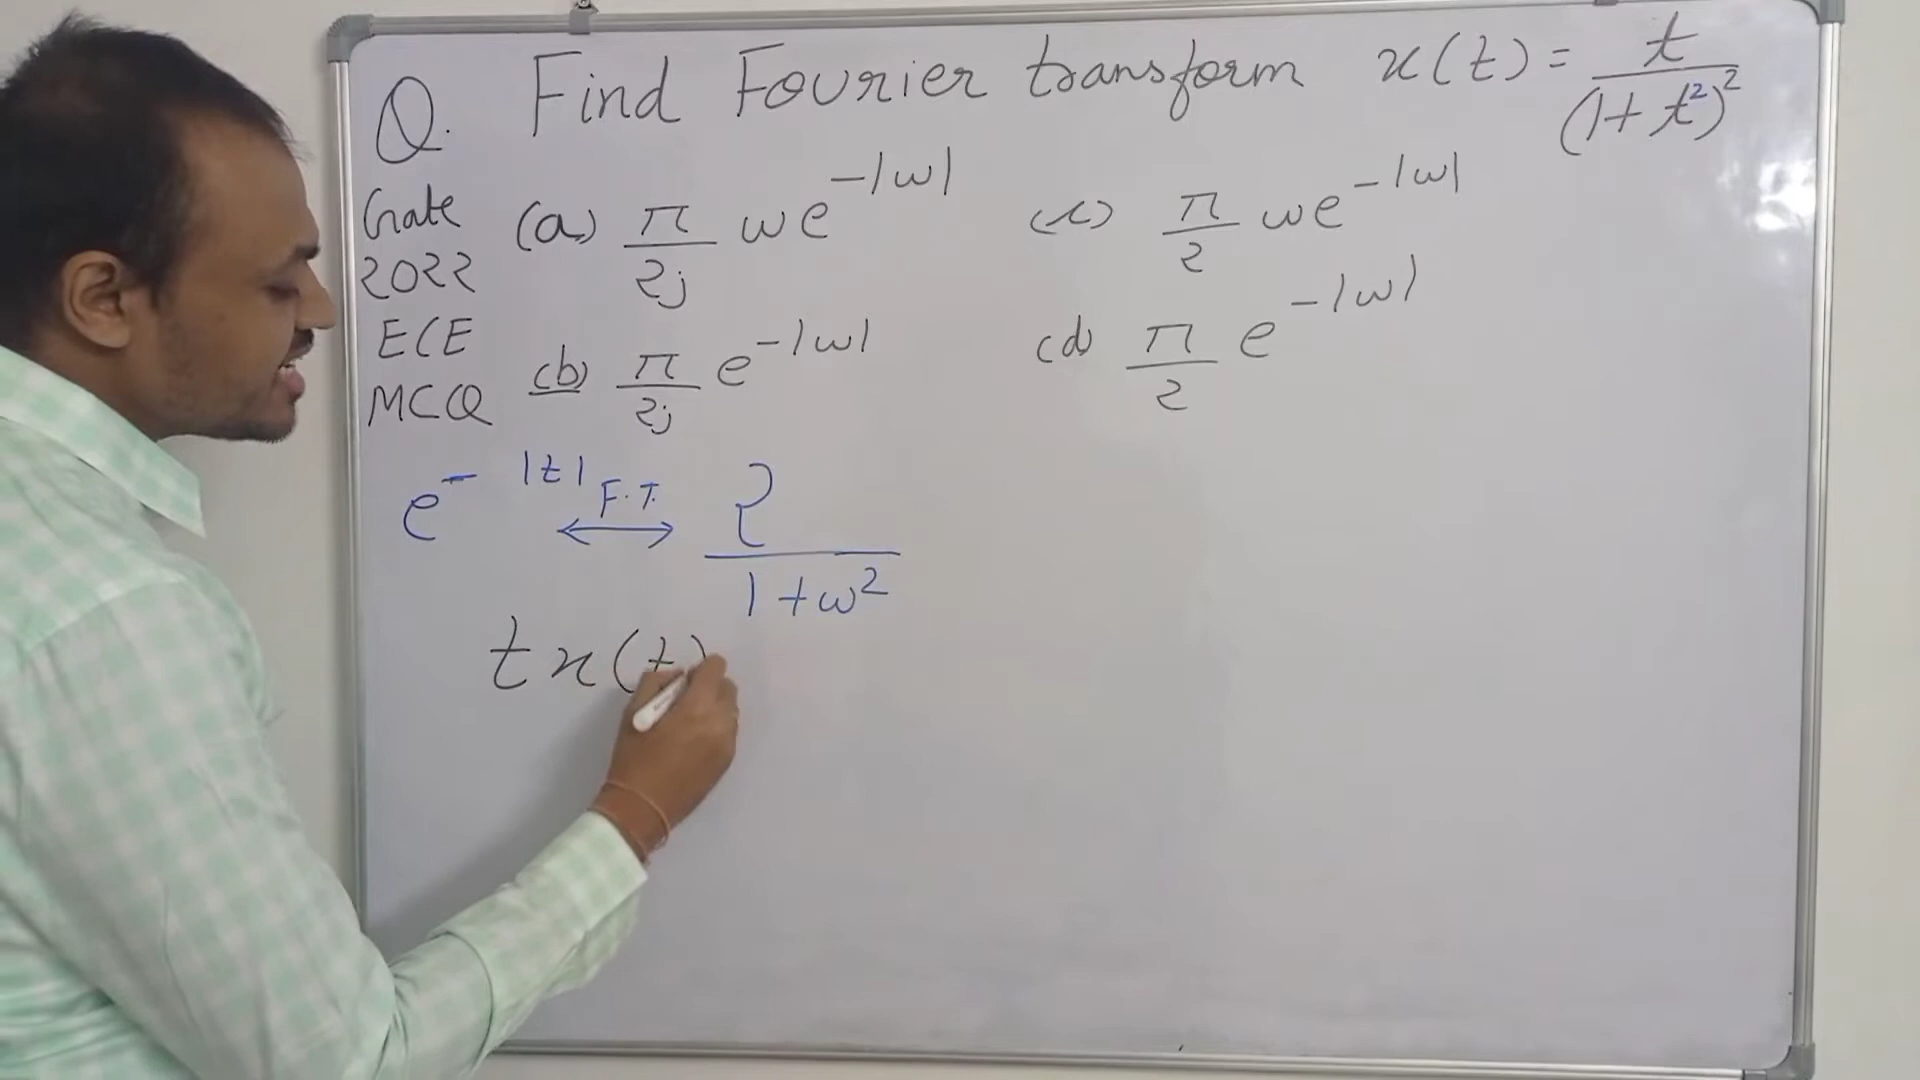 Q. Find Fourier transform x(t) = t/(1+t²)²
Gate 2022 ECE MCQ
(a) π/2j ωe^-|ω|
(c) π/2 ωe^-|ω|
(b) π/2j e^-|ω|
(d) π/2 e^-|ω|
e^-|t| F.T. ↔ 2/1+ω²
t x(t)